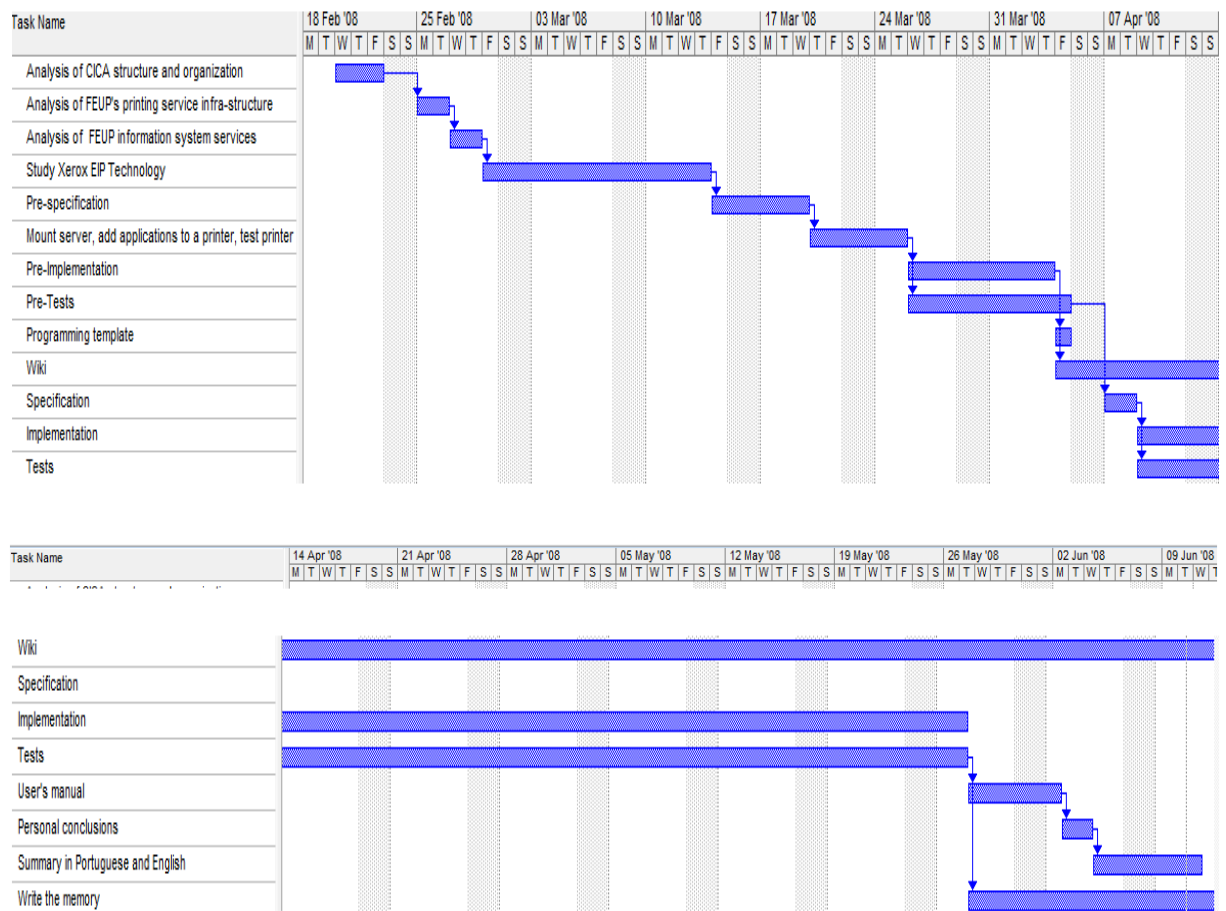 Task Name
18 Feb '08 25 Feb '08 03 Mar '08 10 Mar '08 17 Mar '08 24 Mar '08 31 Mar '08 07 Apr '08
M T W T F S S M T W T F S S M T W T F S S M T W T F S S M T W T F S S M T W T F S S M T W T F S S M T W T F S S
Analysis of CICA structure and organization
Analysis of FEUP's printing service infra-structure
Analysis of FEUP information system services
Study Xerox EIP Technology
Pre-specification
Mount server, add applications to a printer, test printer
Pre-Implementation
Pre-Tests
Programming template
Wiki
Specification
Implementation
Tests
Task Name
14 Apr '08 21 Apr '08 28 Apr '08 05 May '08 12 May '08 19 May '08 26 May '08 02 Jun '08 09 Jun '08
M T W T F S S M T W T F S S M T W T F S S M T W T F S S M T W T F S S M T W T F S S M T W T F S S M T W T F S S M T W T
Wiki
Specification
Implementation
Tests
User's manual
Personal conclusions
Summary in Portuguese and English
Write the memory